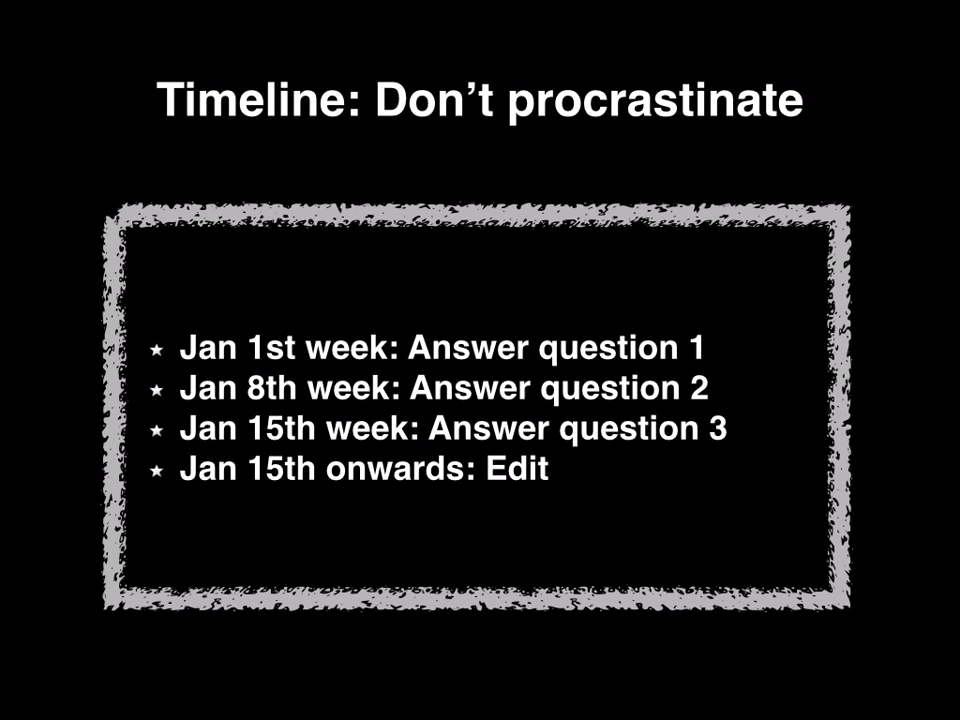 Timeline: Don’t procrastinate
Jan 1st week: Answer question 1
Jan 8th week: Answer question 2
Jan 15th week: Answer question 3
Jan 15th onwards: Edit